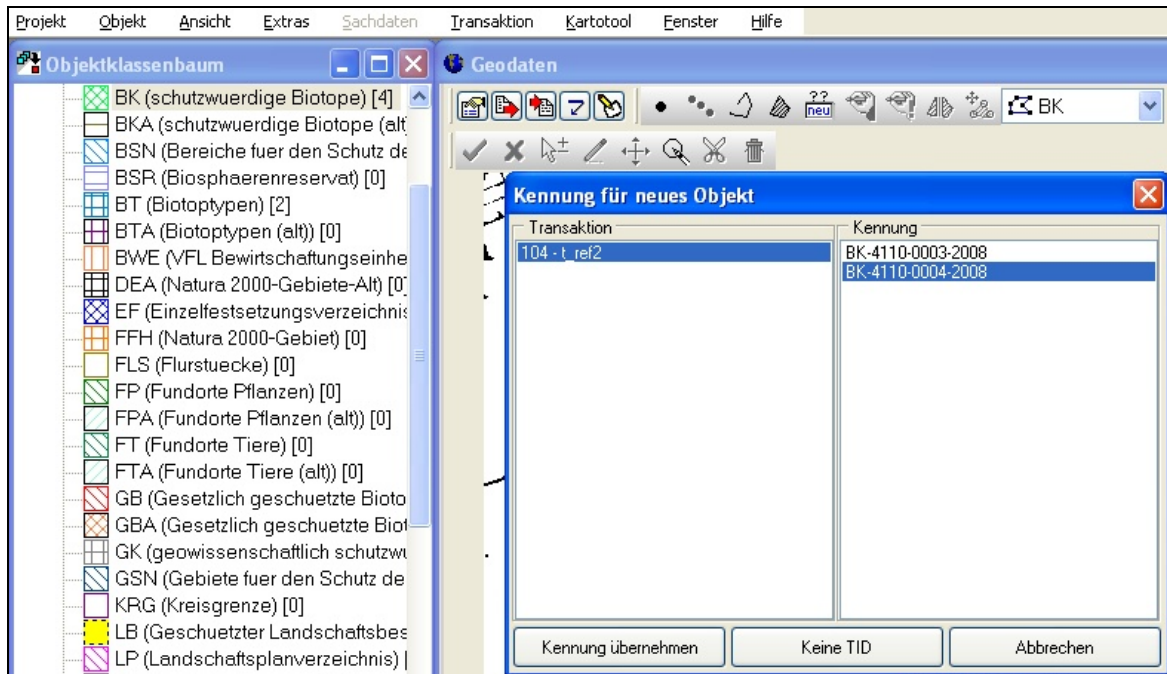 Projekt Objekt Ansicht Extras Sachdaten Transaktion Kartotool Fenster Hilfe
Objektklassenbaum
BK (schutzwuerdige Biotope) [4]
BKA (schutzwuerdige Biotope (alt
BSN (Bereiche fuer den Schutz de
BSR (Biosphaerenreservat) [0]
BT (Biotoptypen) [2]
BTA (Biotoptypen (alt)) [0]
BWE (VFL Bewirtschaftungseinhe
DEA (Natura 2000-Gebiete-Alt) [0]
EF (Einzelfestsetzungsverzeichnis
FFH (Natura 2000-Gebiet) [0]
FLS (Flurstuecke) [0]
FP (Fundorte Pflanzen) [0]
FPA (Fundorte Pflanzen (alt)) [0]
FT (Fundorte Tiere) [0]
FTA (Fundorte Tiere (alt)) [0]
GB (Gesetzlich geschuetzte Bioto
GBA (Gesetzlich geschuetzte Biot
GK (geowissenschaftlich schutzwu
GSN (Gebiete fuer den Schutz de
KRG (Kreisgrenze) [0]
LB (Geschuetzter Landschaftsbes
LP (Landschaftsplanverzeichnis) [
Geodaten
??
neu
BK
Kennung für neues Objekt
Transaktion
104 - t_ref2
Kennung
BK-4110-0003-2008
BK-4110-0004-2008
Kennung übernehmen Keine TID Abbrechen